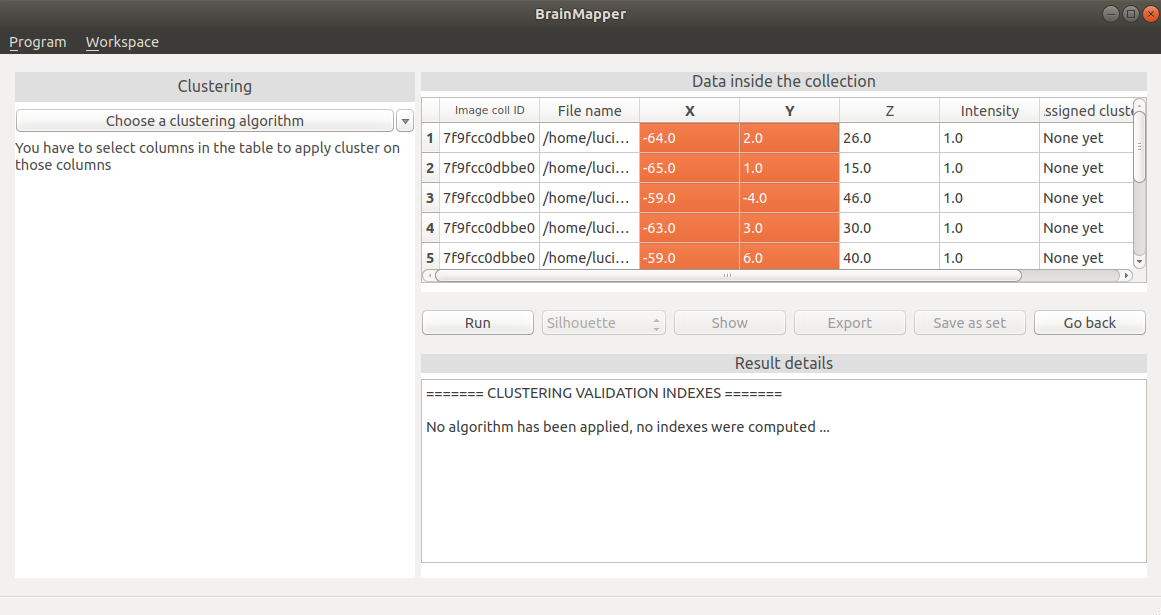 BrainMapper
Program Workspace
Clustering
Choose a clustering algorithm
You have to select columns in the table to apply cluster on
those columns
Data inside the collection
Image coll ID File name X Y Z Intensity ssigned cluste
1 7f9fcc0dbbe0 /home/luci... -64.0 2.0 26.0 1.0 None yet
2 7f9fcc0dbbe0 /home/luci... -65.0 1.0 15.0 1.0 None yet
3 7f9fcc0dbbe0 /home/luci... -59.0 -4.0 46.0 1.0 None yet
4 7f9fcc0dbbe0 /home/luci... -63.0 3.0 30.0 1.0 None yet
5 7f9fcc0dbbe0 /home/luci... -59.0 6.0 40.0 1.0 None yet
Run Silhouette Show Export Save as set Go back
Result details
======= CLUSTERING VALIDATION INDEXES =======
No algorithm has been applied, no indexes were computed ...